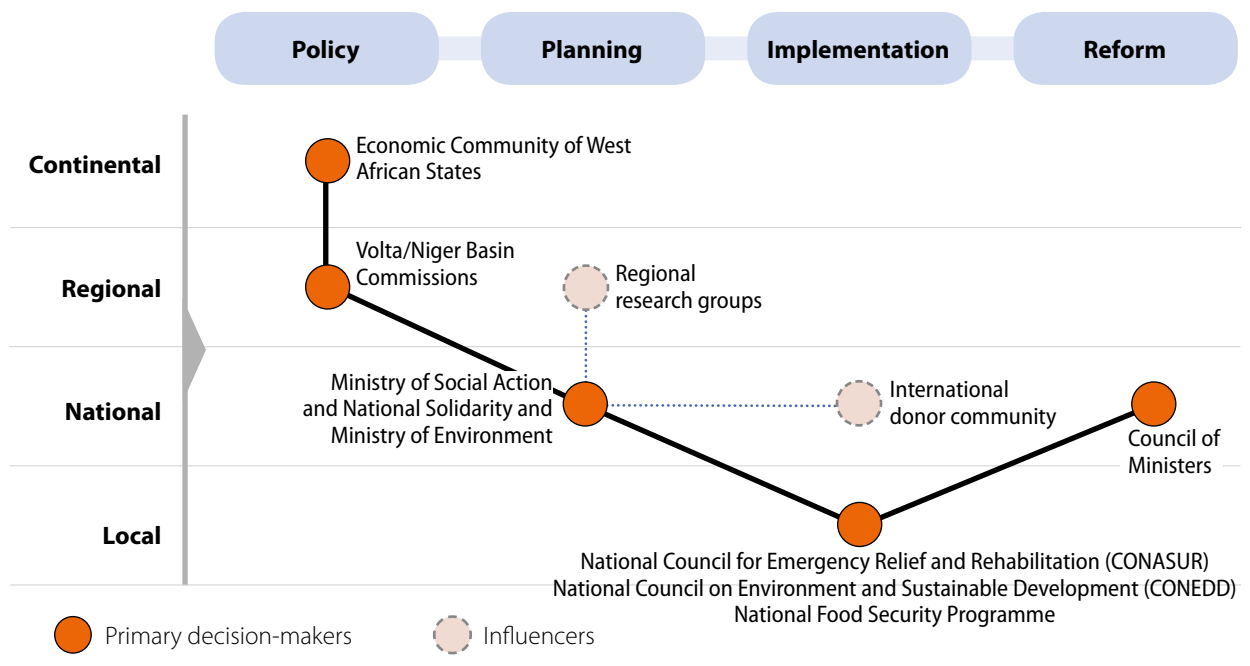 Policy
Planning
Implementation
Reform
Continental
Economic Community of West
African States
Regional
Volta/Niger Basin
Commissions
Regional
research groups
National
Ministry of Social Action
and National Solidarity and
Ministry of Environment
International
donor community
Council of
Ministers
Local
National Council for Emergency Relief and Rehabilitation (CONASUR)
National Council on Environment and Sustainable Development (CONEDD)
National Food Security Programme
Primary decision-makers
Influencers